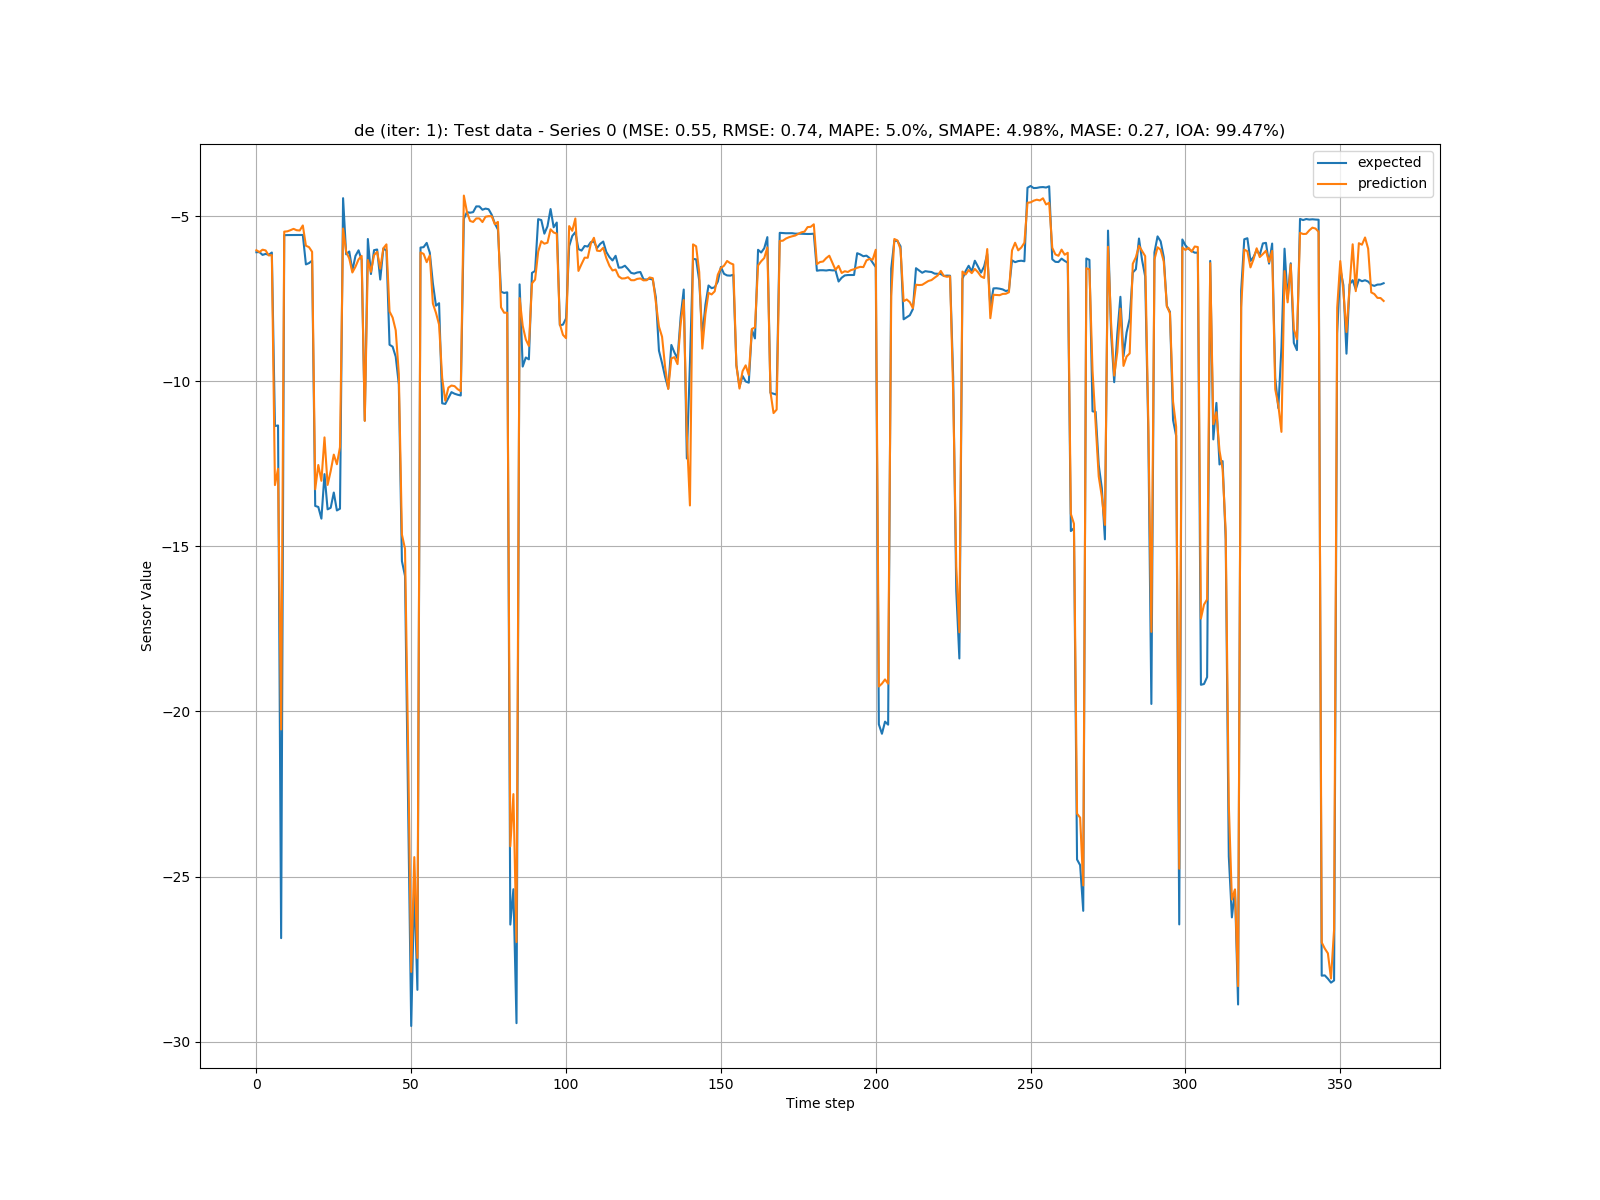 de (iter: 1): Test data - Series 0 (MSE: 0.55, RMSE: 0.74, MAPE: 5.0%, SMAPE: 4.98%, MASE: 0.27, IOA: 99.47%)
expected
prediction
−5
−10
−15
−20
−25
−30
Sensor Value
0 50 100 150 200 250 300 350
Time step